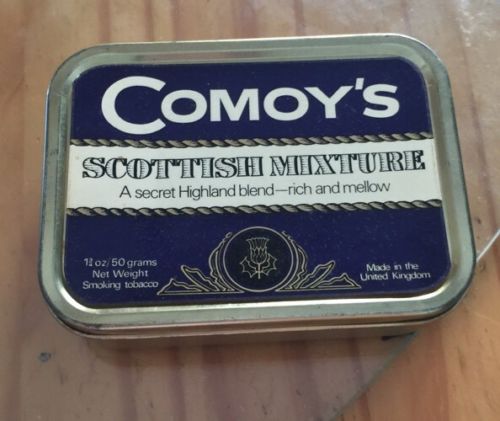 COMOY'S
SCOTTISH MIXTURE
A secret Highland blend—rich and mellow
1¾ oz/50 grams
Net Weight
Smoking tobacco
Made in the
United Kingdom